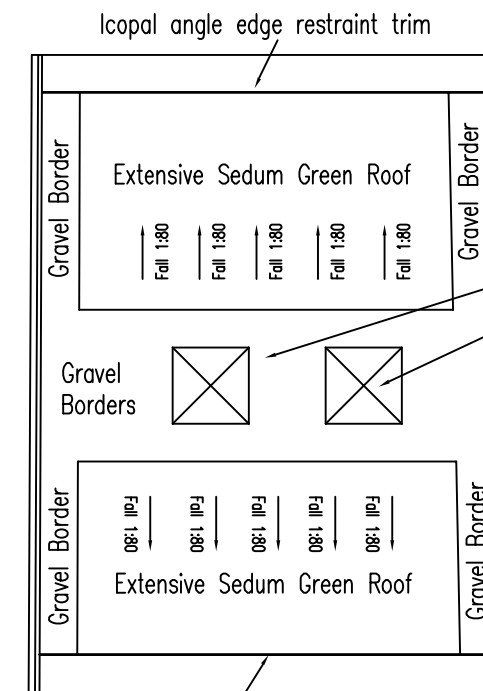 Icopal angle edge restraint trim
Gravel Border
Extensive Sedum Green Roof
Gravel Border
Fall 1:80
Fall 1:80
Fall 1:80
Fall 1:80
Fall 1:80
Gravel
Borders
Gravel Border
Fall 1:80
Fall 1:80
Fall 1:80
Fall 1:80
Fall 1:80
Gravel Border
Extensive Sedum Green Roof